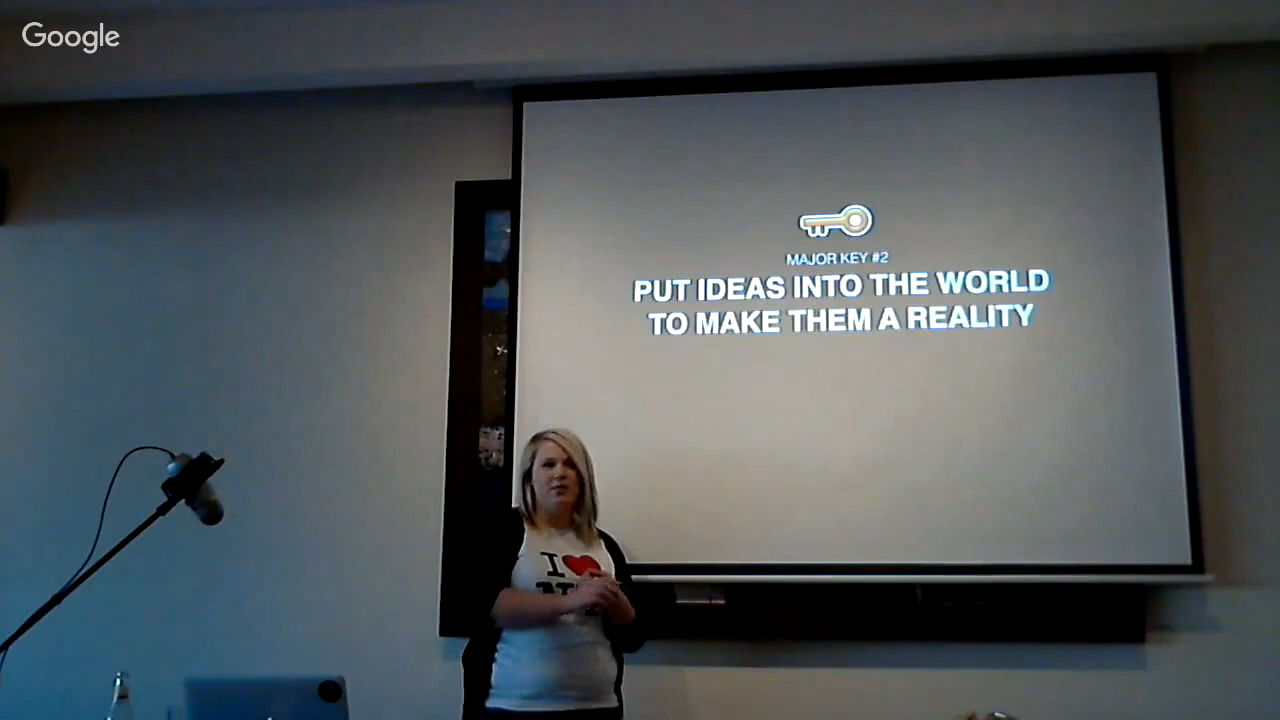 Google
MAJOR KEY #2
PUT IDEAS INTO THE WORLD
TO MAKE THEM A REALITY
I